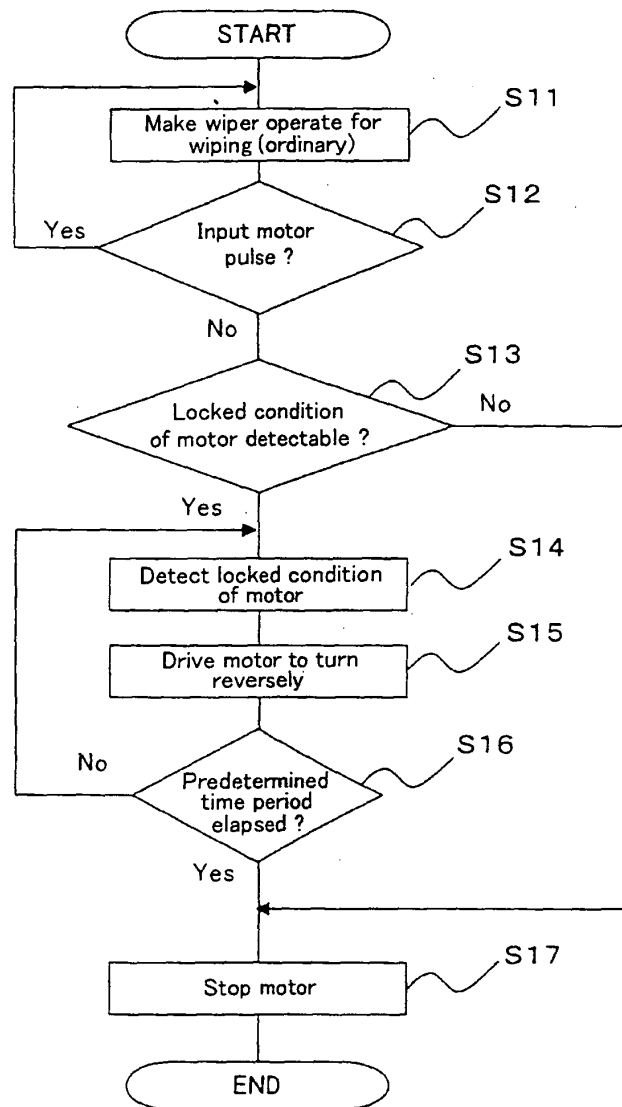 START
S11
Make wiper operate for
wiping (ordinary)
S12
Yes
Input motor
pulse ?
No
S13
Locked condition
of motor detectable ?
No
Yes
S14
Detect locked condition
of motor
S15
Drive motor to turn
reversely
S16
No
Predetermined
time period
elapsed ?
Yes
S17
Stop motor
END